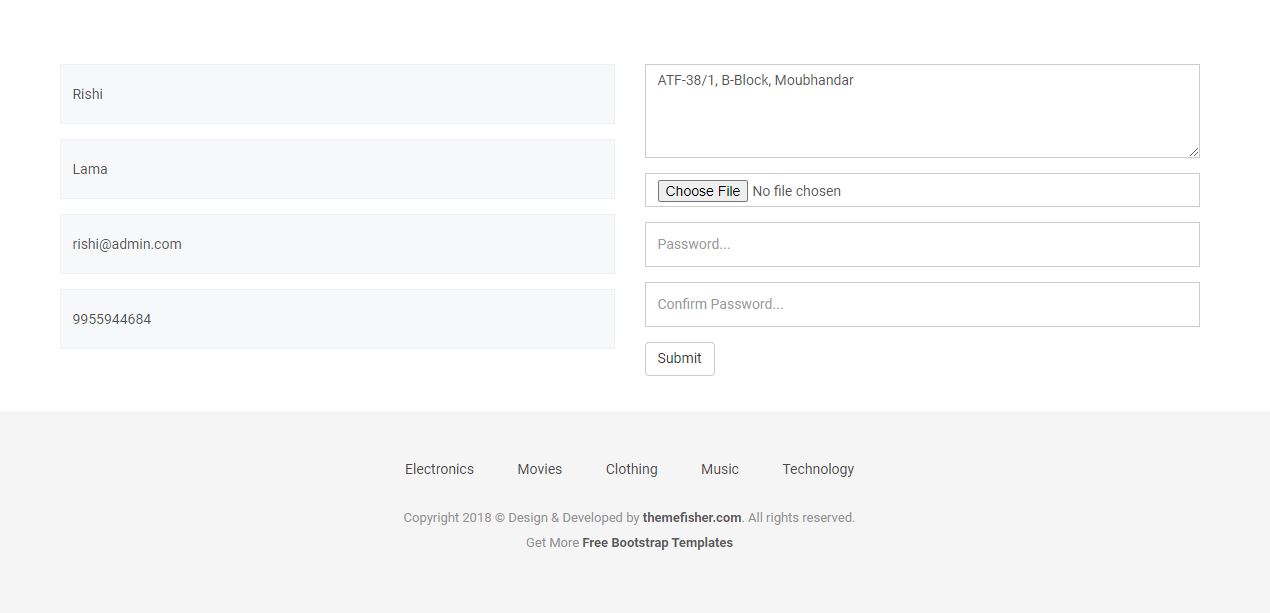 Rishi
Lama
rishi@admin.com
9955944684
ATF-38/1, B-Block, Moubhandar
Choose File No file chosen
Password...
Confirm Password...
Submit
Electronics Movies Clothing Music Technology
Copyright 2018 © Design & Developed by themefisher.com. All rights reserved.
Get More Free Bootstrap Templates